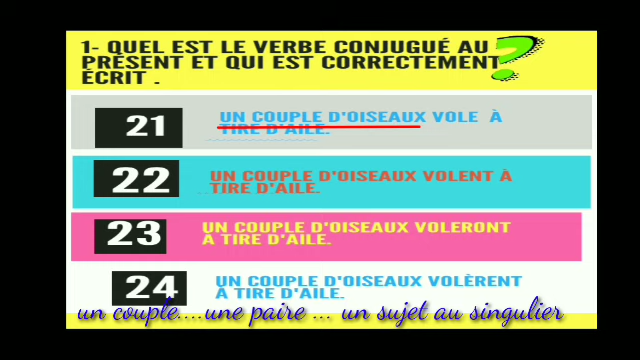 1- QUEL EST LE VERBE CONJUGUÉ AU
PRÉSENT ET QUI EST CORRECTEMENT
ÉCRIT .
?
21
UN COUPLE D'OISEAUX VOLE À
TIRE D'AILE.
22
UN COUPLE D'OISEAUX VOLENT À
TIRE D'AILE.
23
UN COUPLE D'OISEAUX VOLERONT
À TIRE D'AILE.
24
UN COUPLE D'OISEAUX VOLÈRENT
À TIRE D'AILE.
un couple....une paire ... un sujet au singulier